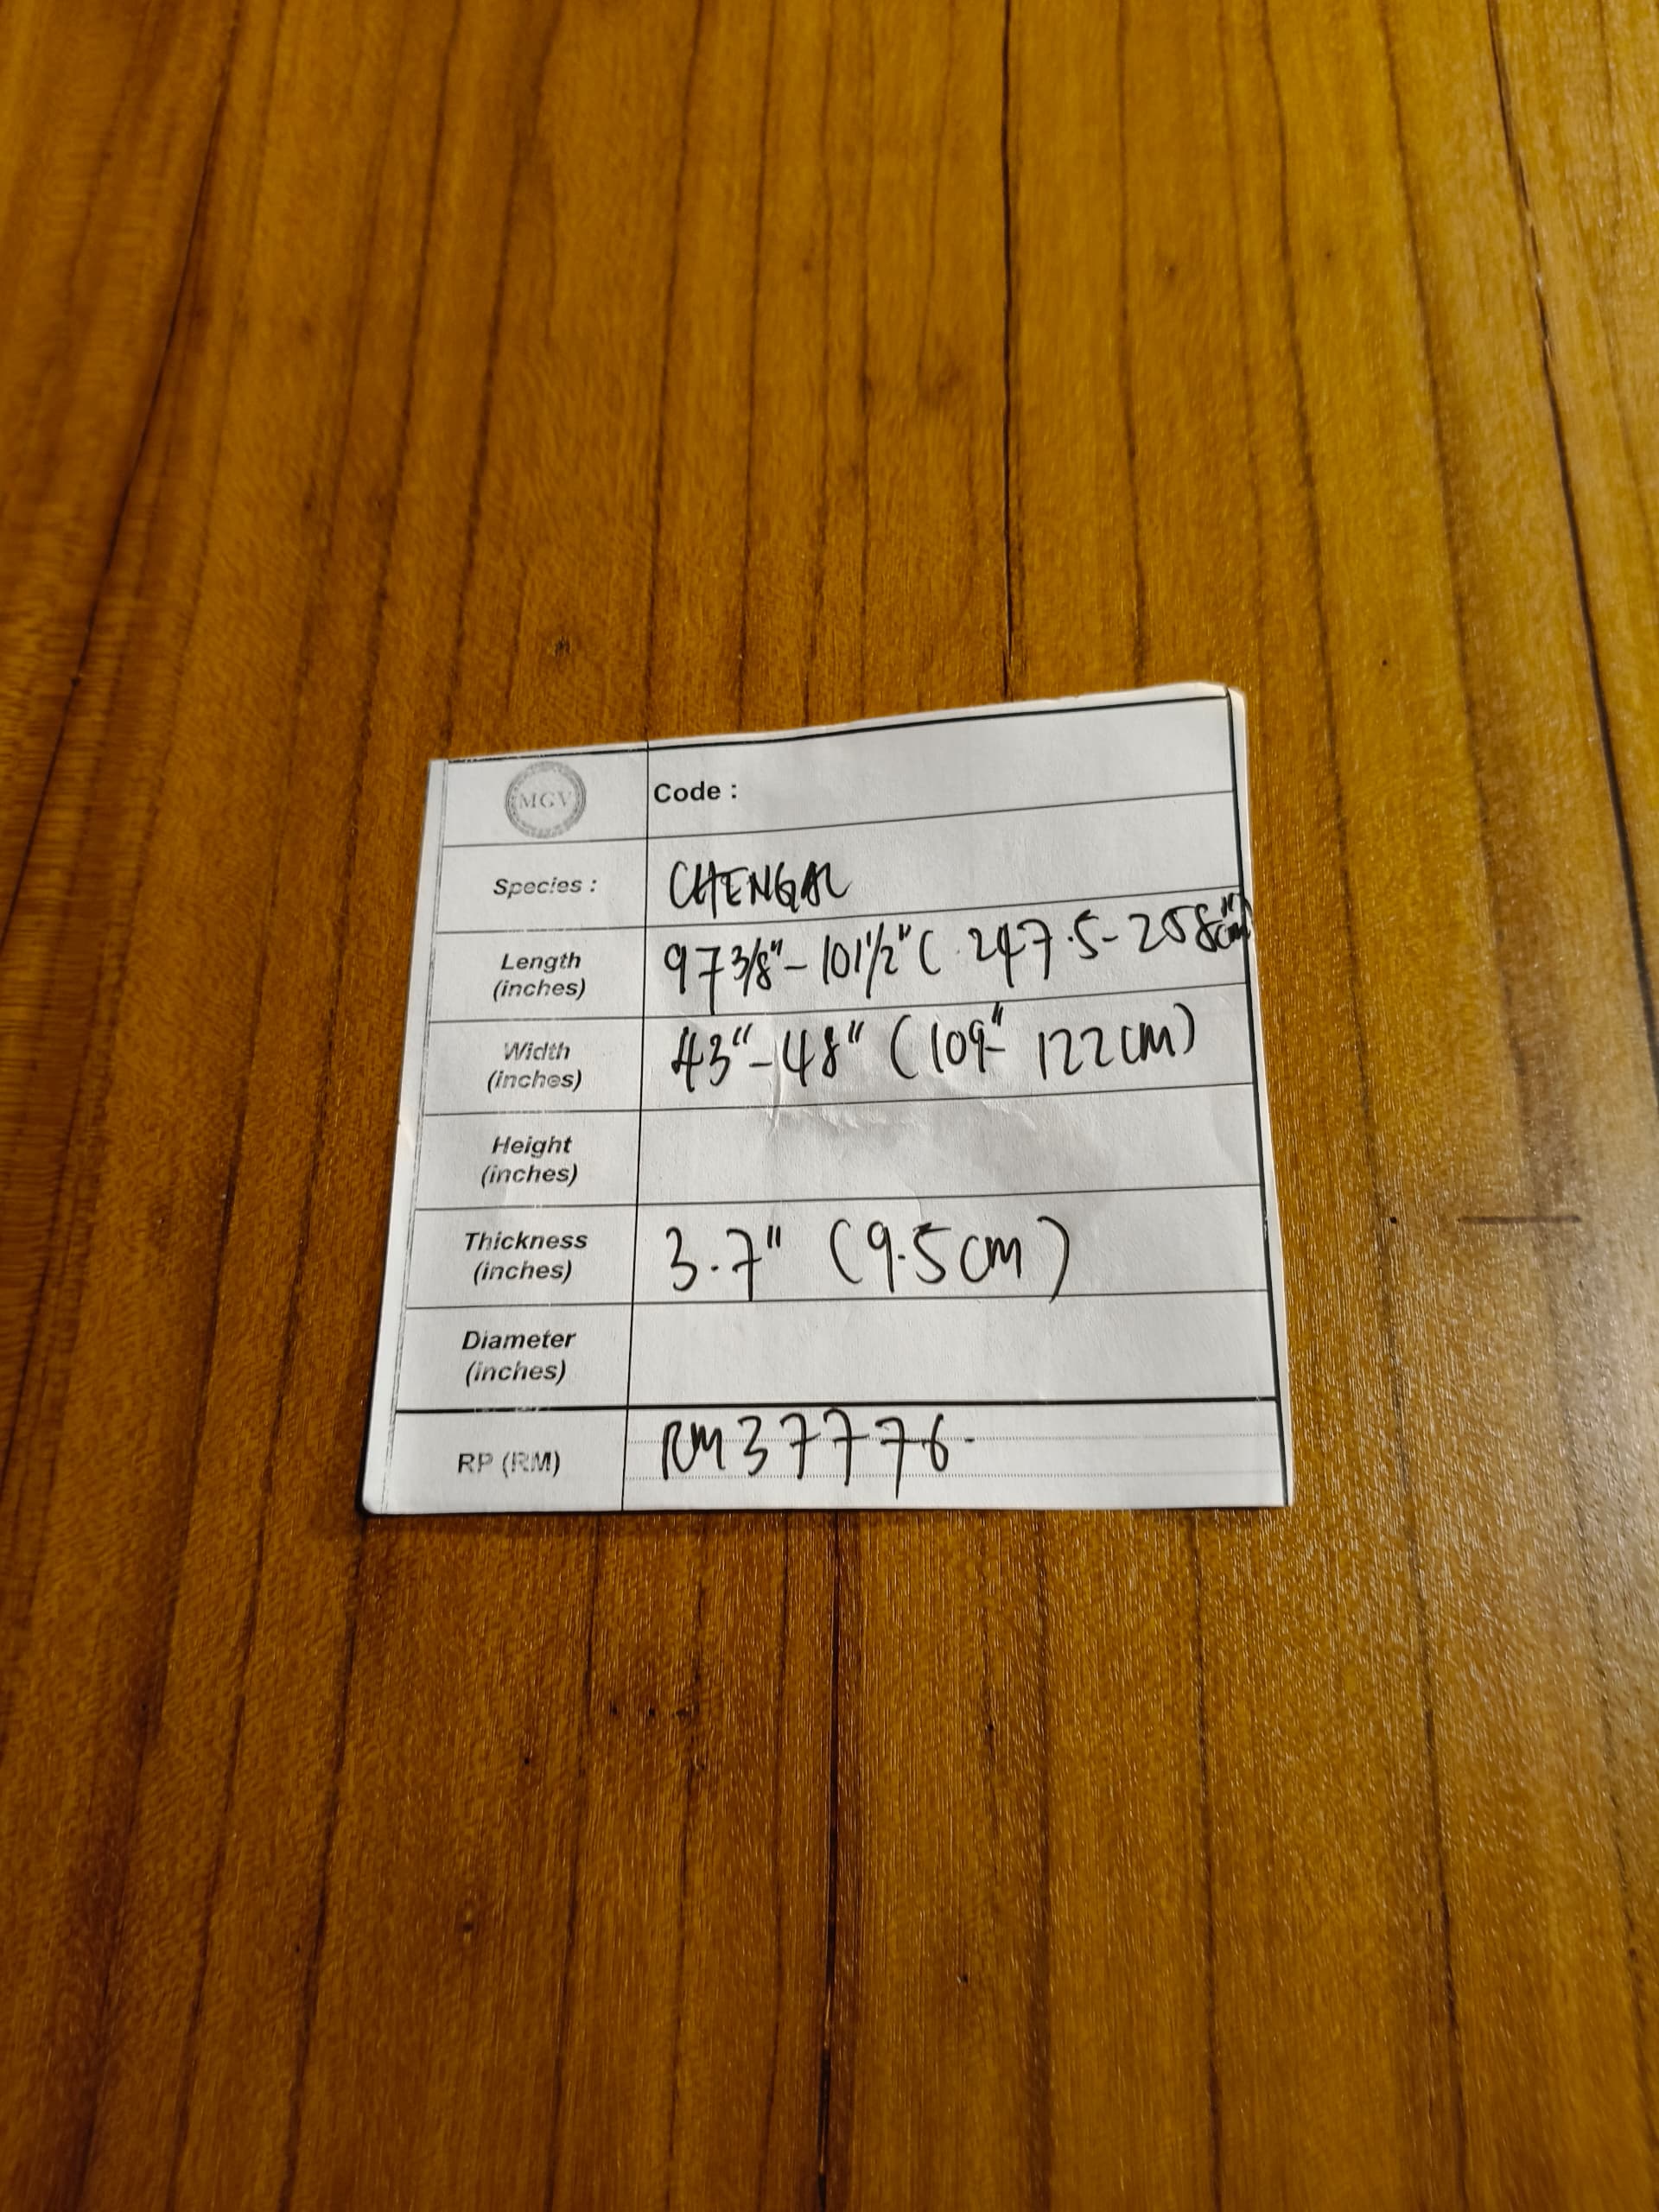 MGV
Code :
Species : CHENGAL
Length (inches) 97 3/8" - 101 1/2" ( 247.5 - 258cm)
Width (inches) 43" - 48" (109" 122CM)
Height (inches)
Thickness (inches) 3.7" (9.5CM)
Diameter (inches)
RP (RM) RM37776.